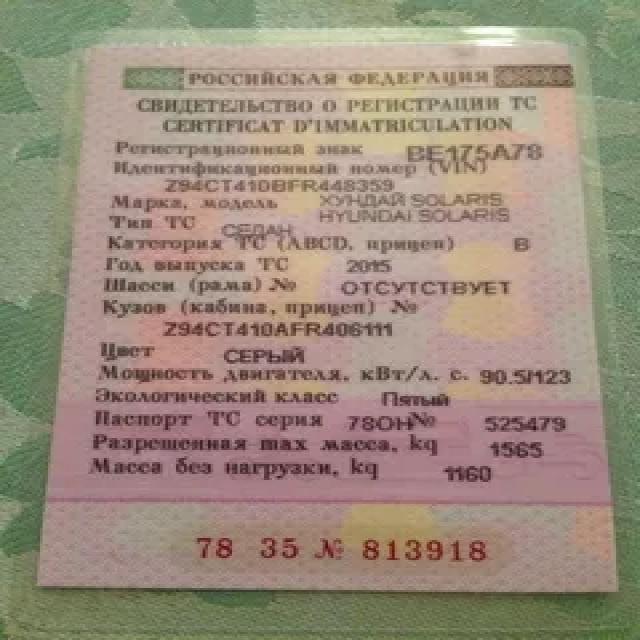 РОССИЙСКАЯ ФЕДЕРАЦИЯ
СВИДЕТЕЛЬСТВО О РЕГИСТРАЦИИ ТС
CERTIFICAT D'IMMATRICULATION
Регистрационный знак ВЕ175А78
Идентификационный номер (VIN)
Z94CT410BFR448359
Марка, модель ХУНДАЙ SOLARIS
HYUNDAI SOLARIS
Тип ТС СЕДАН
Категория ТС (ABCD, прицеп) В
Год выпуска ТС 2015
Шасси (рама) № ОТСУТСТВУЕТ
Кузов (кабина, прицеп) №
Z94CT410AFR406111
Цвет СЕРЫЙ
Мощность двигателя, кВт/л. с. 90.5/123
Экологический класс Пятый
Паспорт ТС серия 78ОН № 525479
Разрешенная max масса, kg 1565
Масса без нагрузки, kg 1160
78 35 № 813918